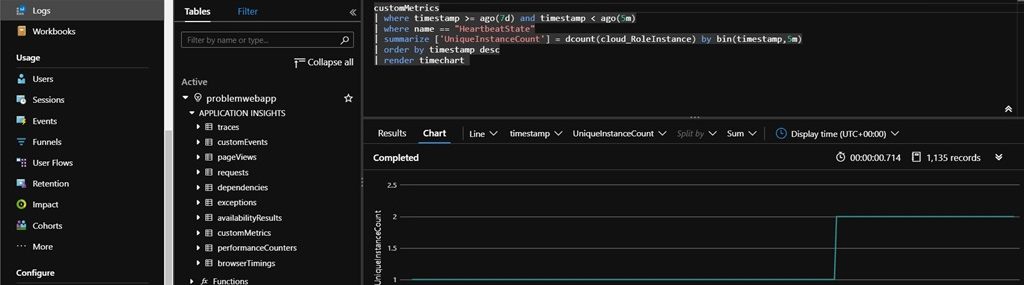 Logs
Workbooks
Usage
Users
Sessions
Events
Funnels
User Flows
Retention
Impact
Cohorts
More
Configure
Tables Filter
Filter by name or type...
Collapse all
Active
problemwebapp
APPLICATION INSIGHTS
traces
customEvents
pageViews
requests
dependencies
exceptions
availabilityResults
customMetrics
performanceCounters
browserTimings
fx Functions
customMetrics
| where timestamp >= ago(7d) and timestamp < ago(5m)
| where name == "HeartbeatState"
| summarize ['UniqueInstanceCount'] = dcount(cloud_RoleInstance) by bin(timestamp,5m)
| order by timestamp desc
| render timechart
Results Chart Line timestamp UniqueInstanceCount Split by Sum Display time (UTC+00:00)
Completed 00:00:00.714 1,135 records
2.5
2
1.5
1
UniqueInstanceCount